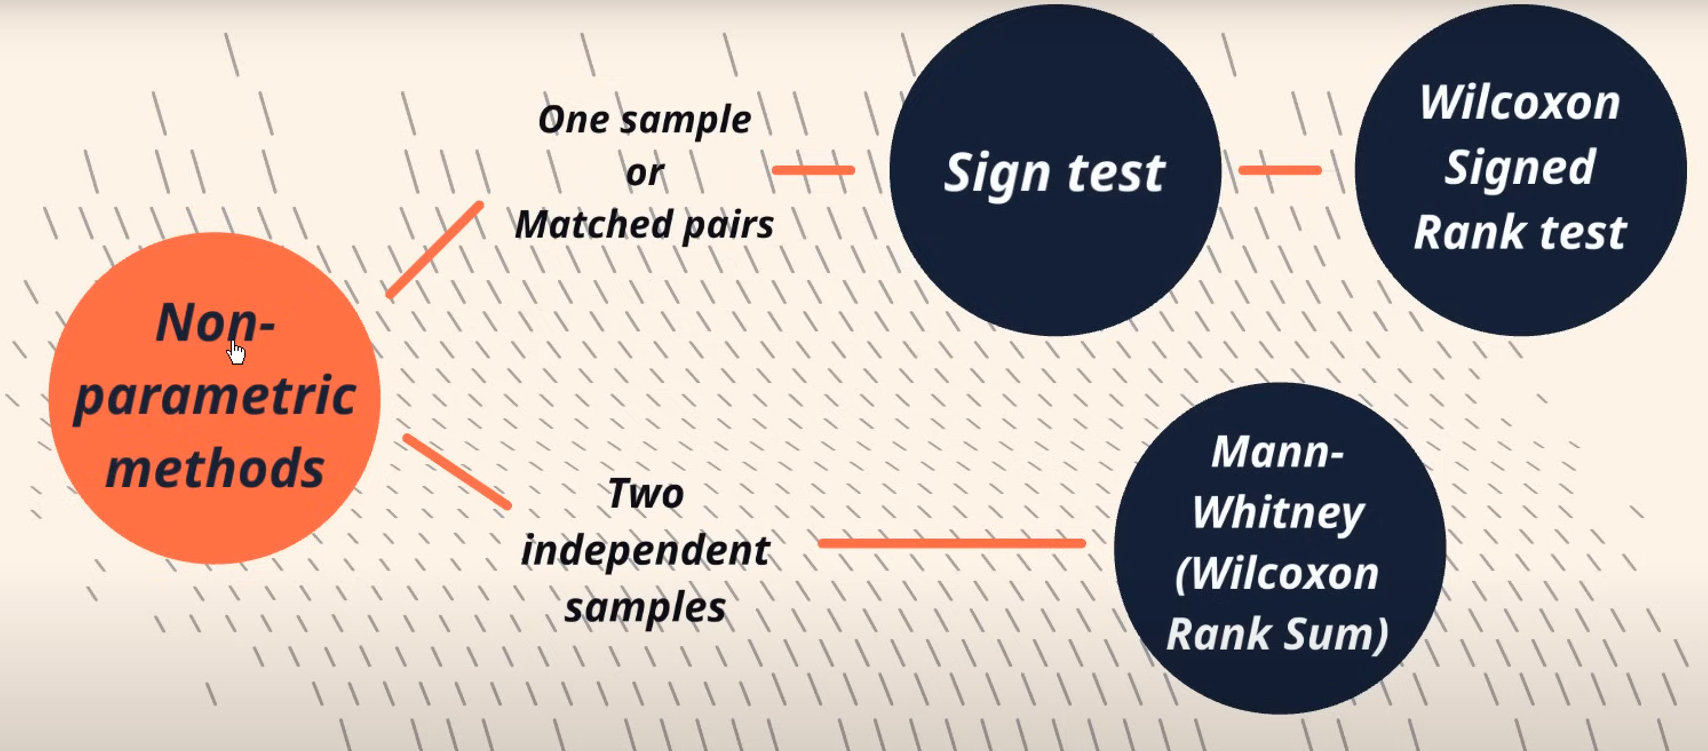 Non-
parametric
methods
One sample
or
Matched pairs
Sign test
Wilcoxon
Signed
Rank test
Two
independent
samples
Mann-
Whitney
(Wilcoxon
Rank Sum)